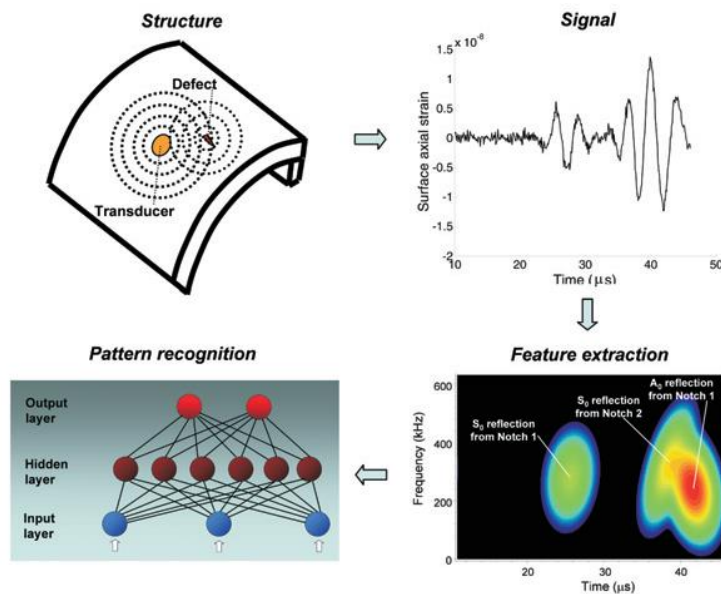 Structure
Defect
Transducer
Signal
x 10⁻⁸
1.5
1
0.5
0
-0.5
-1
-1.5
-2
Surface axial strain
10
20
30
40
50
Time (μs)
Pattern recognition
Output
layer
Hidden
layer
Input
layer
Feature extraction
600
400
200
0
Frequency (kHz)
S₀ reflection
from Notch 1
S₀ reflection
from Notch 2
A₀ reflection
from Notch 1
20
30
40
Time (μs)